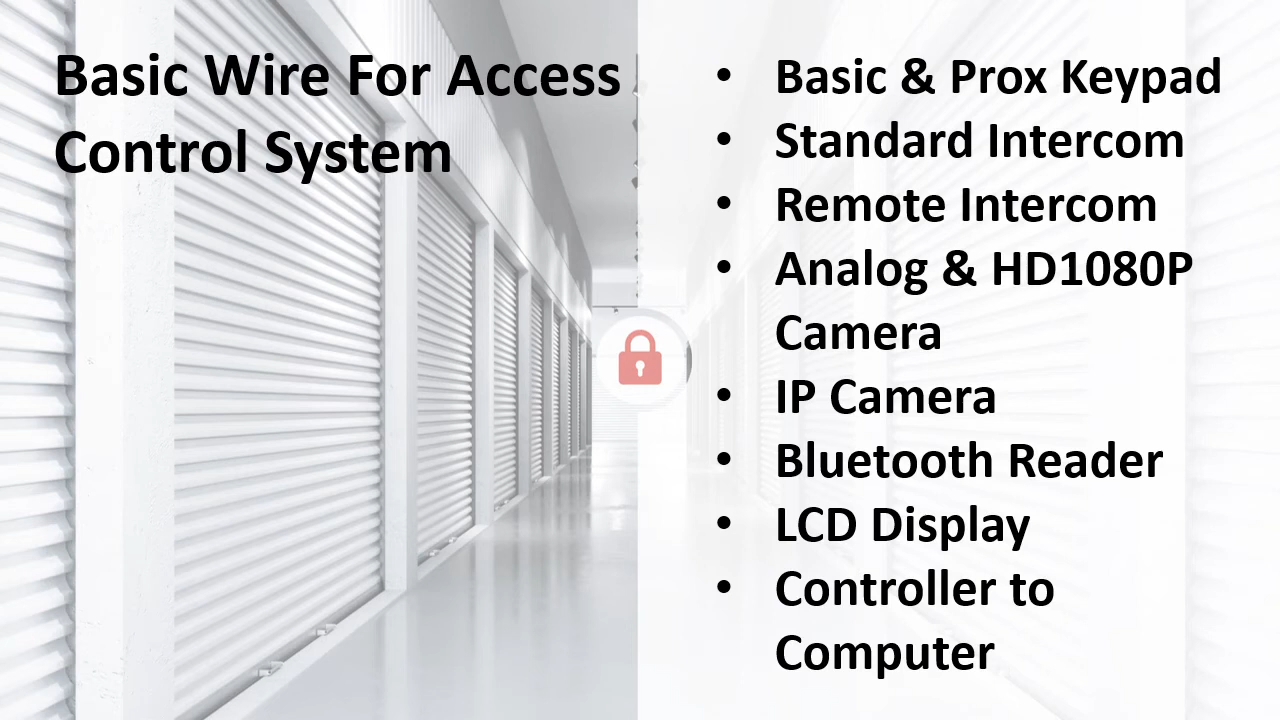 Basic Wire For Access
Control System
• Basic & Prox Keypad
• Standard Intercom
• Remote Intercom
• Analog & HD1080P
Camera
• IP Camera
• Bluetooth Reader
• LCD Display
• Controller to
Computer